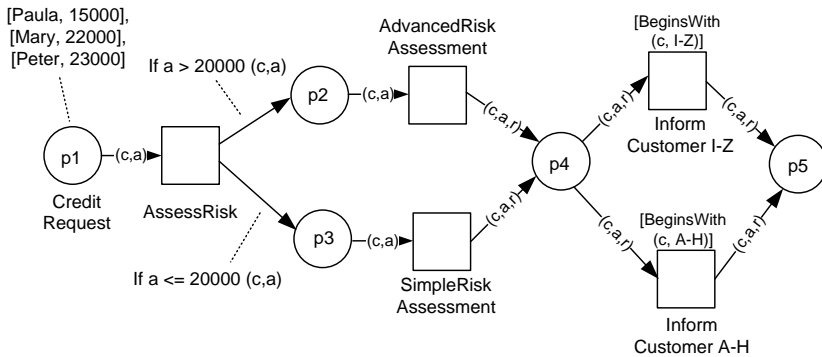 [Paula, 15000],
[Mary, 22000],
[Peter, 23000]
p1
Credit
Request
(c,a)
AssessRisk
If a > 20000 (c,a)
If a <= 20000 (c,a)
p2
(c,a)
AdvancedRisk
Assessment
(c,a,r)
p3
(c,a)
SimpleRisk
Assessment
(c,a,r)
p4
(c,a,r)
[BeginsWith
(c, I-Z)]
Inform
Customer I-Z
(c,a,r)
(c,a,r)
[BeginsWith
(c, A-H)]
Inform
Customer A-H
(c,a,r)
p5